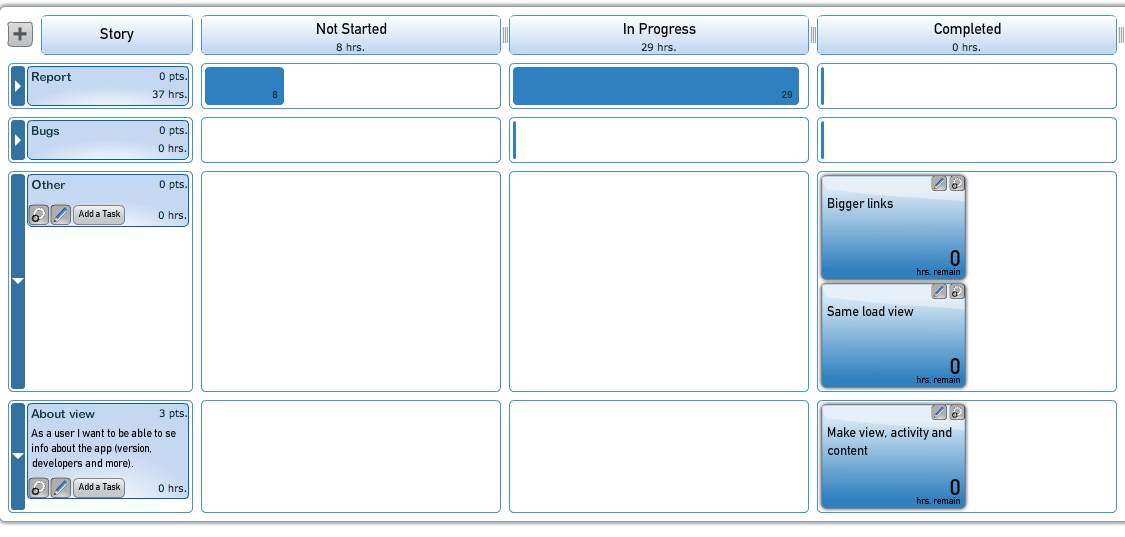 +
Story
Not Started
8 hrs.
In Progress
29 hrs.
Completed
0 hrs.
Report
0 pts.
37 hrs.
8
29
Bugs
0 pts.
0 hrs.
Other
0 pts.
Add a Task
0 hrs.
Bigger links
0
hrs. remain
Same load view
0
hrs. remain
About view
3 pts.
As a user I want to be able to se
info about the app (version,
developers and more).
Add a Task
0 hrs.
Make view, activity and
content
0
hrs. remain